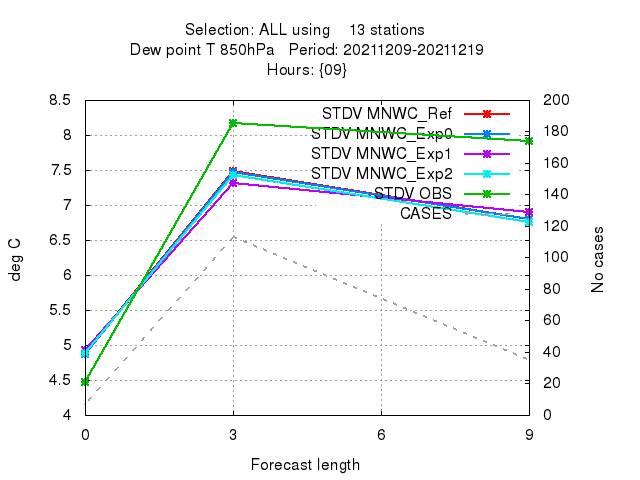 Selection: ALL using    13 stations
Dew point T 850hPa   Period: 20211209-20211219
Hours: {09}
STDV MNWC_Ref
STDV MNWC_Exp0
STDV MNWC_Exp1
STDV MNWC_Exp2
STDV OBS
CASES
8.5
8
7.5
7
6.5
6
5.5
5
4.5
4
deg C
200
180
160
140
120
100
80
60
40
20
0
No cases
0
3
6
9
Forecast length